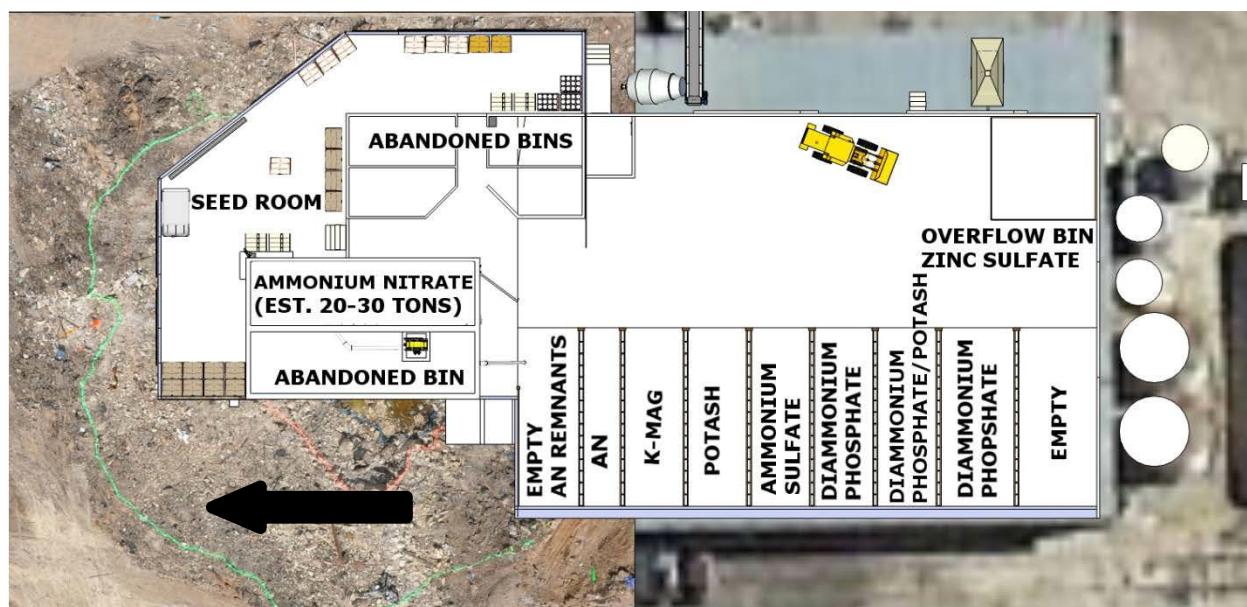 ABANDONED BINS
SEED ROOM
OVERFLOW BIN
ZINC SULFATE
AMMONIUM NITRATE
(EST. 20-30 TONS)
ABANDONED BIN
EMPTY
AN REMNANTS
AN
K-MAG
POTASH
AMMONIUM
SULFATE
DIAMMONIUM
PHOSPHATE
DIAMMONIUM
PHOSPHATE/POTASH
DIAMMONIUM
PHOPSHATE
EMPTY